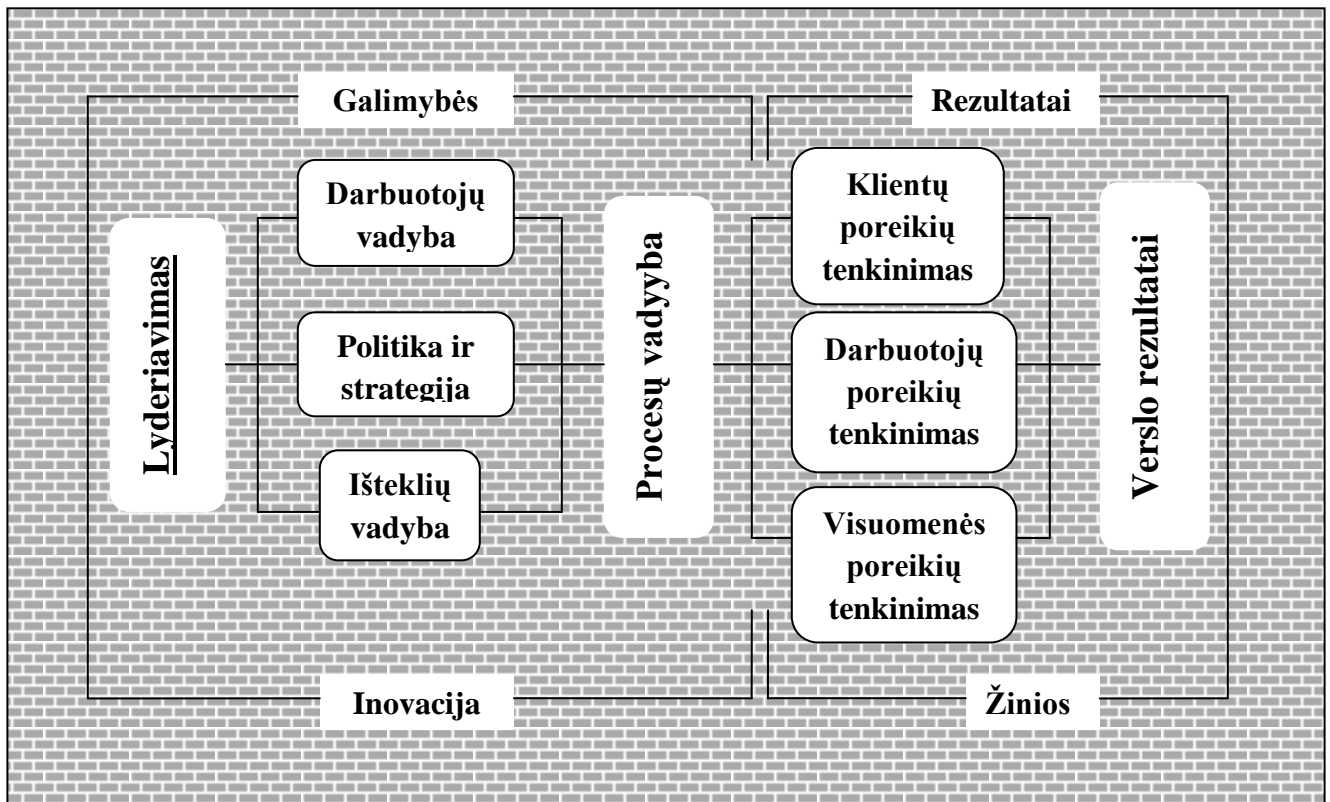 Galimybės
Rezultatai
Lyderiavimas
Darbuotojų
vadyba
Politika ir
strategija
Išteklių
vadyba
Procesų vadyyba
Klientų
poreikių
tenkinimas
Darbuotojų
poreikių
tenkinimas
Visuomenės
poreikių
tenkinimas
Verslo rezultatai
Inovacija
Žinios